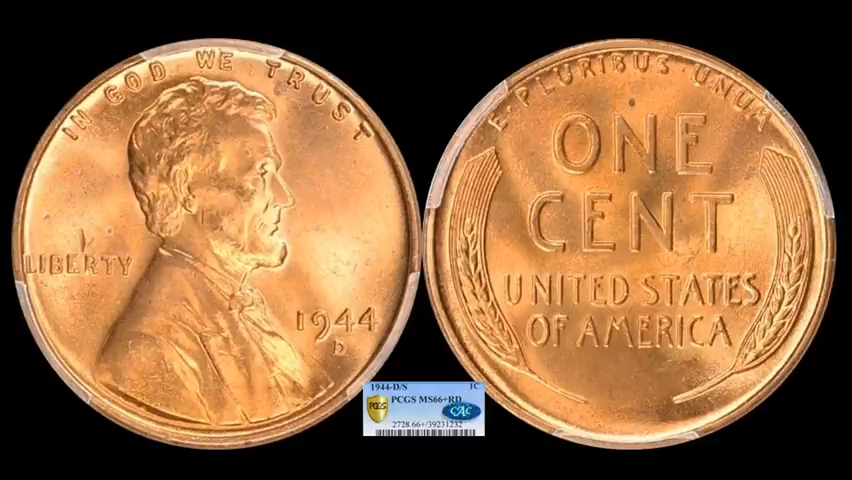 IN GOD WE TRUST
LIBERTY
1944
D
E·PLURIBUS·UNUM
ONE
CENT
UNITED STATES
OF AMERICA
1944-D/S 1C
PCGS MS66+RD
PCGS CAC
2728.66+/39231232